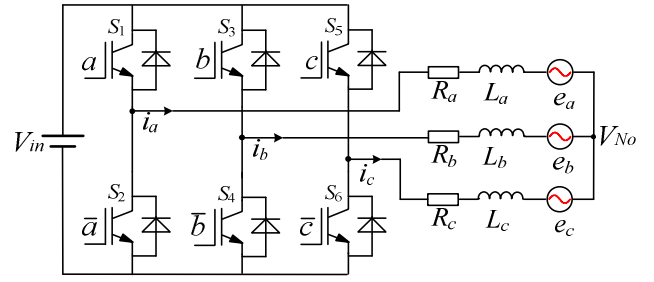 S1 S3 S5
a b c
Ra La ea
ia
Vin
ib
Rb Lb eb
VNo
ic
S2 S4 S6
a̅ b̅ c̅
Rc Lc ec